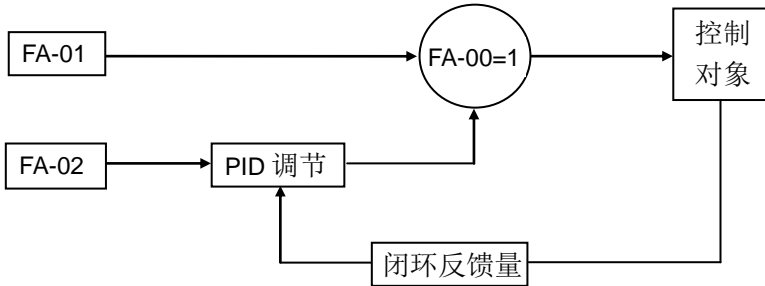 FA-01
FA-00=1
控制
对象
FA-02
PID 调节
闭环反馈量